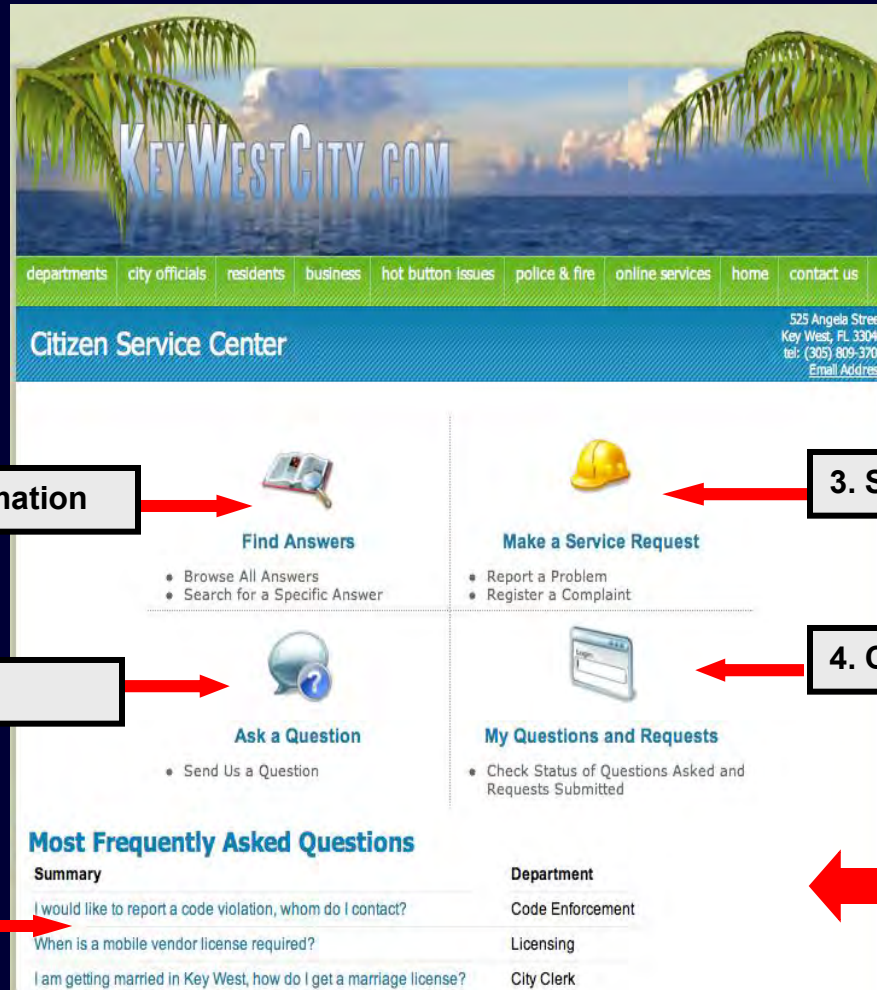 KEYWESTCITY.COM
departments city officials residents business hot button issues police & fire online services home contact us
Citizen Service Center
525 Angela Stree
Key West, FL 3304
tel: (305) 809-370
Email Addres
mation
3. S
Find Answers
Browse All Answers
Search for a Specific Answer
Make a Service Request
Report a Problem
Register a Complaint
4. C
Login
Ask a Question
Send Us a Question
My Questions and Requests
Check Status of Questions Asked and
Requests Submitted
Most Frequently Asked Questions
Summary Department
I would like to report a code violation, whom do I contact? Code Enforcement
When is a mobile vendor license required? Licensing
I am getting married in Key West, how do I get a marriage license? City Clerk